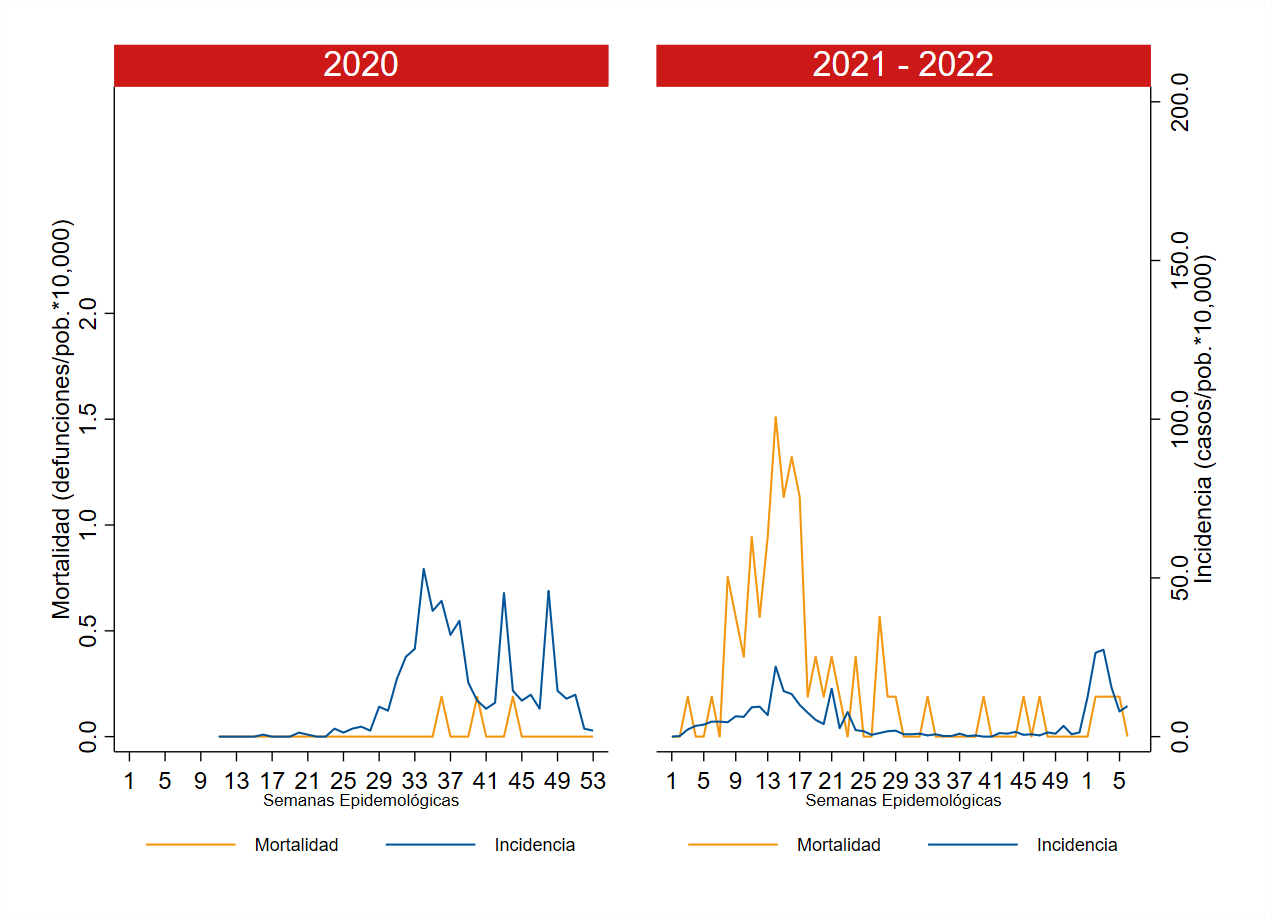 2020
2021 - 2022
Mortalidad (defunciones/pob.*10,000)
0.0 0.5 1.0 1.5 2.0
1 5 9 13 17 21 25 29 33 37 41 45 49 53
Semanas Epidemológicas
Mortalidad Incidencia
1 5 9 13 17 21 25 29 33 37 41 45 49 1 5
Semanas Epidemológicas
Mortalidad Incidencia
0.0 50.0 100.0 150.0 200.0
Incidencia (casos/pob.*10,000)